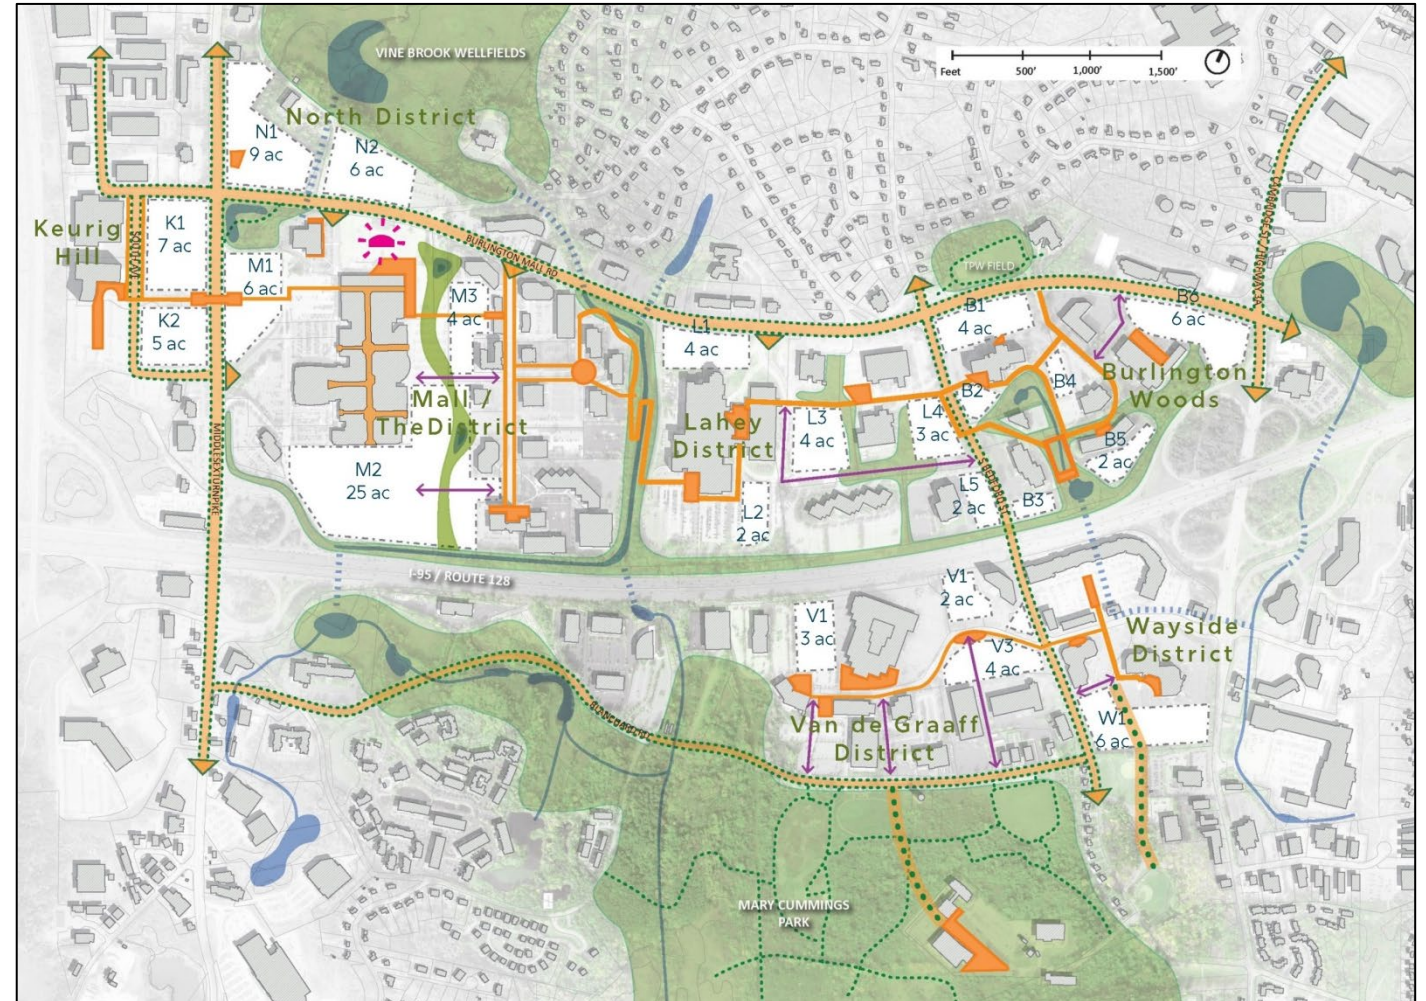 VINE BROOK WELLFIELDS
Feet 500' 1,000' 1,500'
North District
N1
9 ac
N2
6 ac
Keurig
Hill
K1
7 ac
M1
6 ac
BURLINGTON MALL RD
TPW FIELD
M3
4 ac
K2
5 ac
L1
4 ac
B1
4 ac
B6
6 ac
B4
B2
Burlington
Woods
Mall /
TheDistrict
Lahey
District
L3
4 ac
L4
3 ac
B5
2 ac
M2
25 ac
MIDDLESEX TURNPIKE
L2
2 ac
L5
2 ac
B3
I-95 / ROUTE 128
V1
2 ac
V1
3 ac
V3
4 ac
Wayside
District
Van de Graaff
District
W1
6 ac
MARY CUMMINGS
PARK